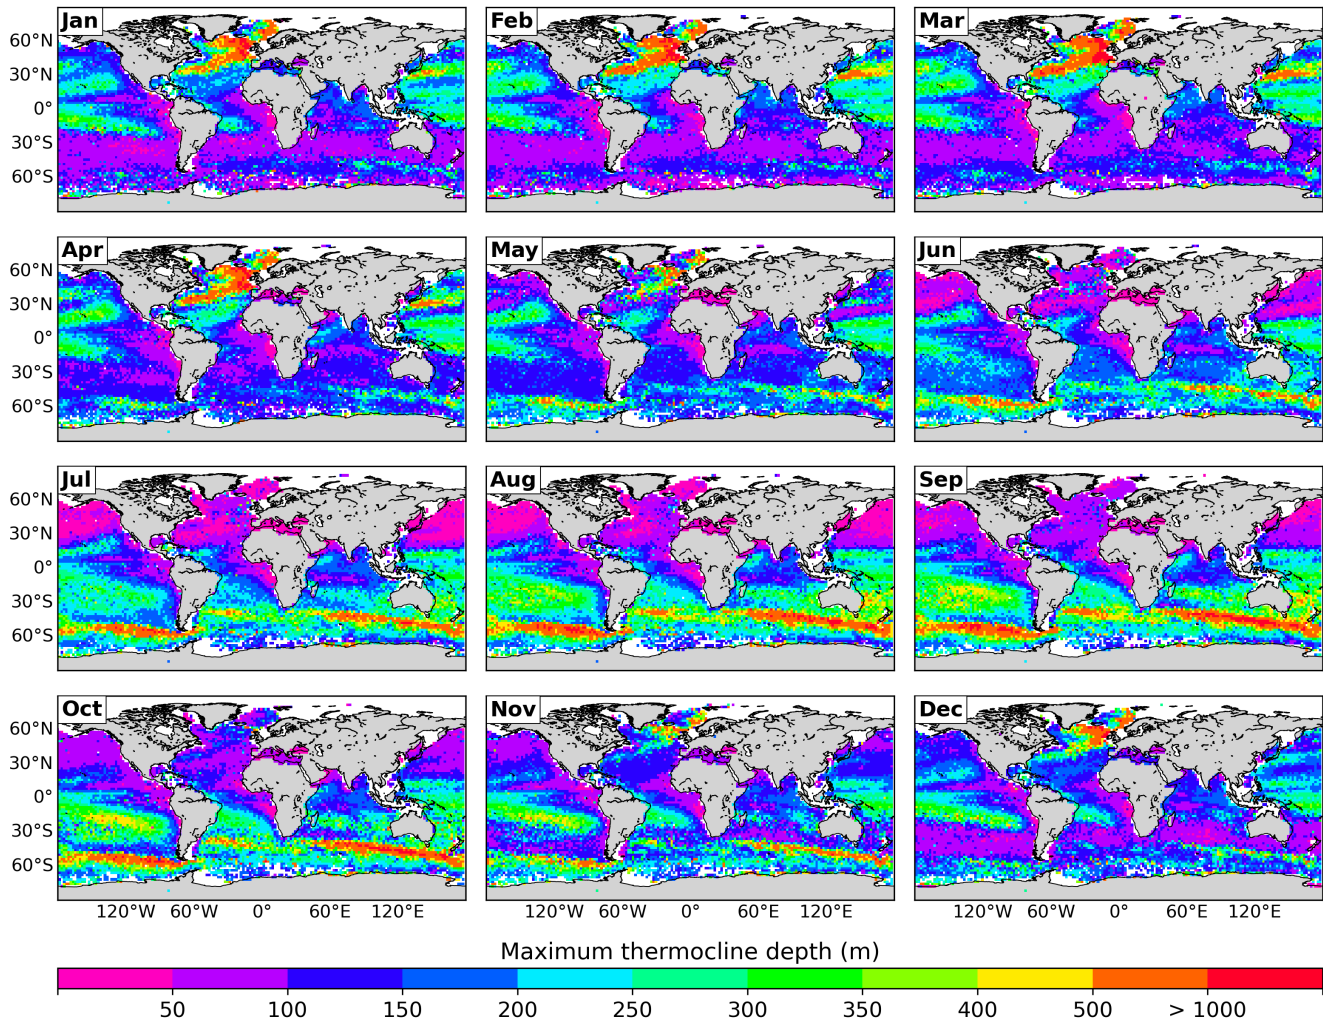 Jan Feb Mar
60°N
30°N
0°
30°S
60°S
Apr May Jun
60°N
30°N
0°
30°S
60°S
Jul Aug Sep
60°N
30°N
0°
30°S
60°S
Oct Nov Dec
60°N
30°N
0°
30°S
60°S
120°W 60°W 0° 60°E 120°E 120°W 60°W 0° 60°E 120°E 120°W 60°W 0° 60°E 120°E
Maximum thermocline depth (m)
50 100 150 200 250 300 350 400 500 > 1000